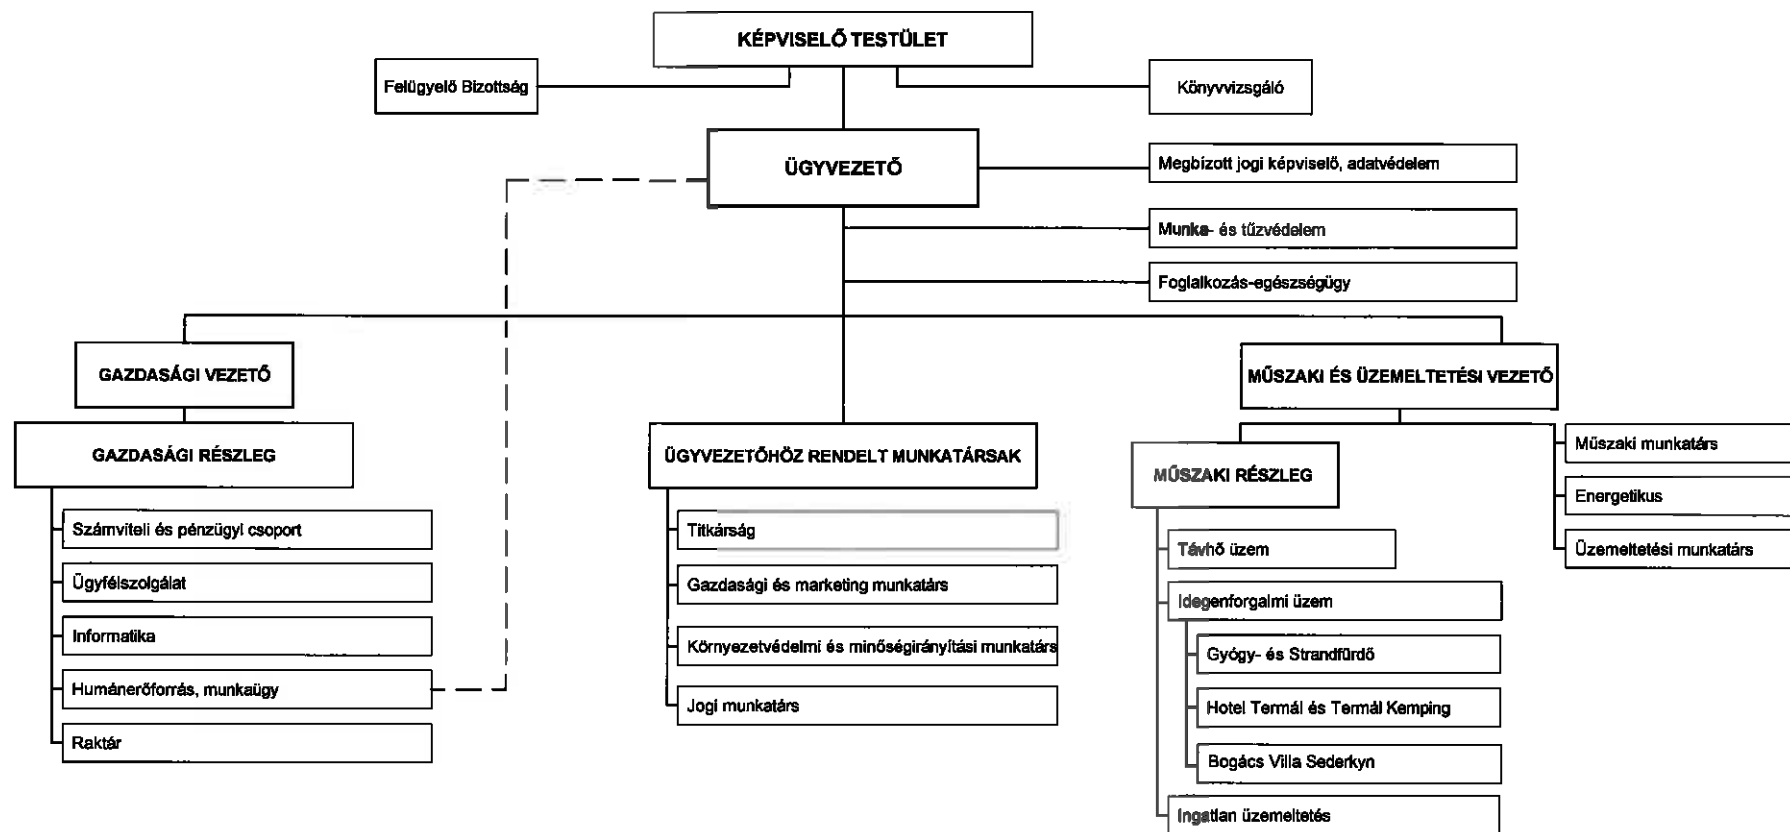 KÉPVISELŐ TESTÜLET
Felügyelő Bizottság
Könyvvizsgáló
ÜGYVEZETŐ
Megbízott jogi képviselő, adatvédelem
Munka- és tűzvédelem
Foglalkozás-egészségügy
GAZDASÁGI VEZETŐ
GAZDASÁGI RÉSZLEG
Számviteli és pénzügyi csoport
Ügyfélszolgálat
Informatika
Humánerőforrás, munkaügy
Raktár
ÜGYVEZETŐHÖZ RENDELT MUNKATÁRSAK
Titkárság
Gazdasági és marketing munkatárs
Környezetvédelmi és minőségirányítási munkatárs
Jogi munkatárs
MŰSZAKI ÉS ÜZEMELTETÉSI VEZETŐ
MŰSZAKI RÉSZLEG
Távhő üzem
Idegenforgalmi üzem
Gyógy- és Strandfürdő
Hotel Termál és Termál Kemping
Bogács Villa Sederkyn
Ingatlan üzemeltetés
Műszaki munkatárs
Energetikus
Üzemeltetési munkatárs